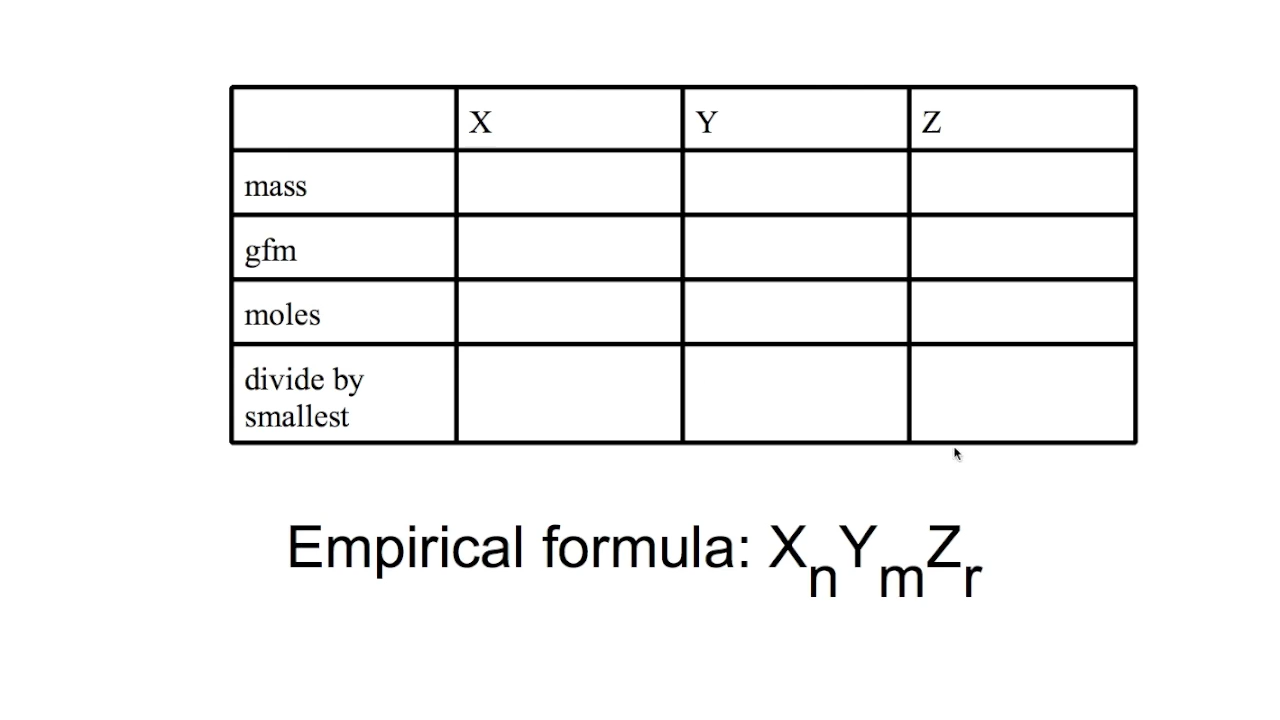 X Y Z
mass
gfm
moles
divide by
smallest
Empirical formula: XnYmZr